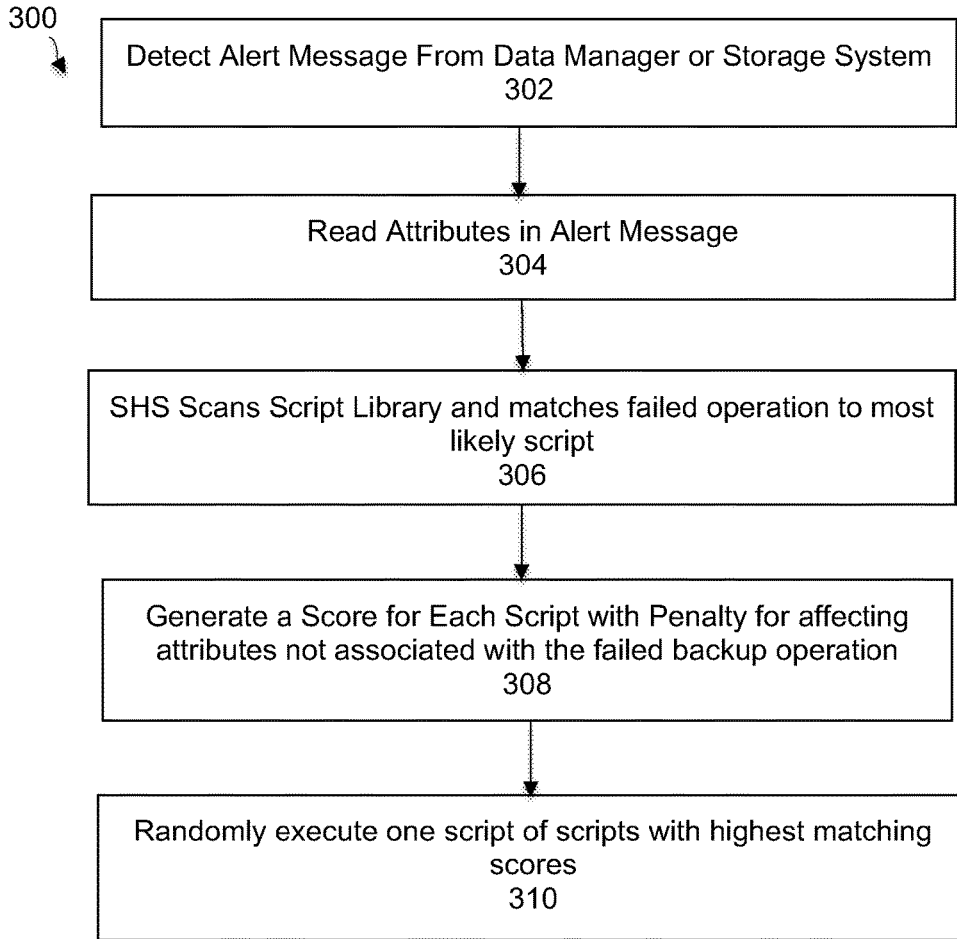 300
Detect Alert Message From Data Manager or Storage System
302
Read Attributes in Alert Message
304
SHS Scans Script Library and matches failed operation to most
likely script
306
Generate a Score for Each Script with Penalty for affecting
attributes not associated with the failed backup operation
308
Randomly execute one script of scripts with highest matching
scores
310